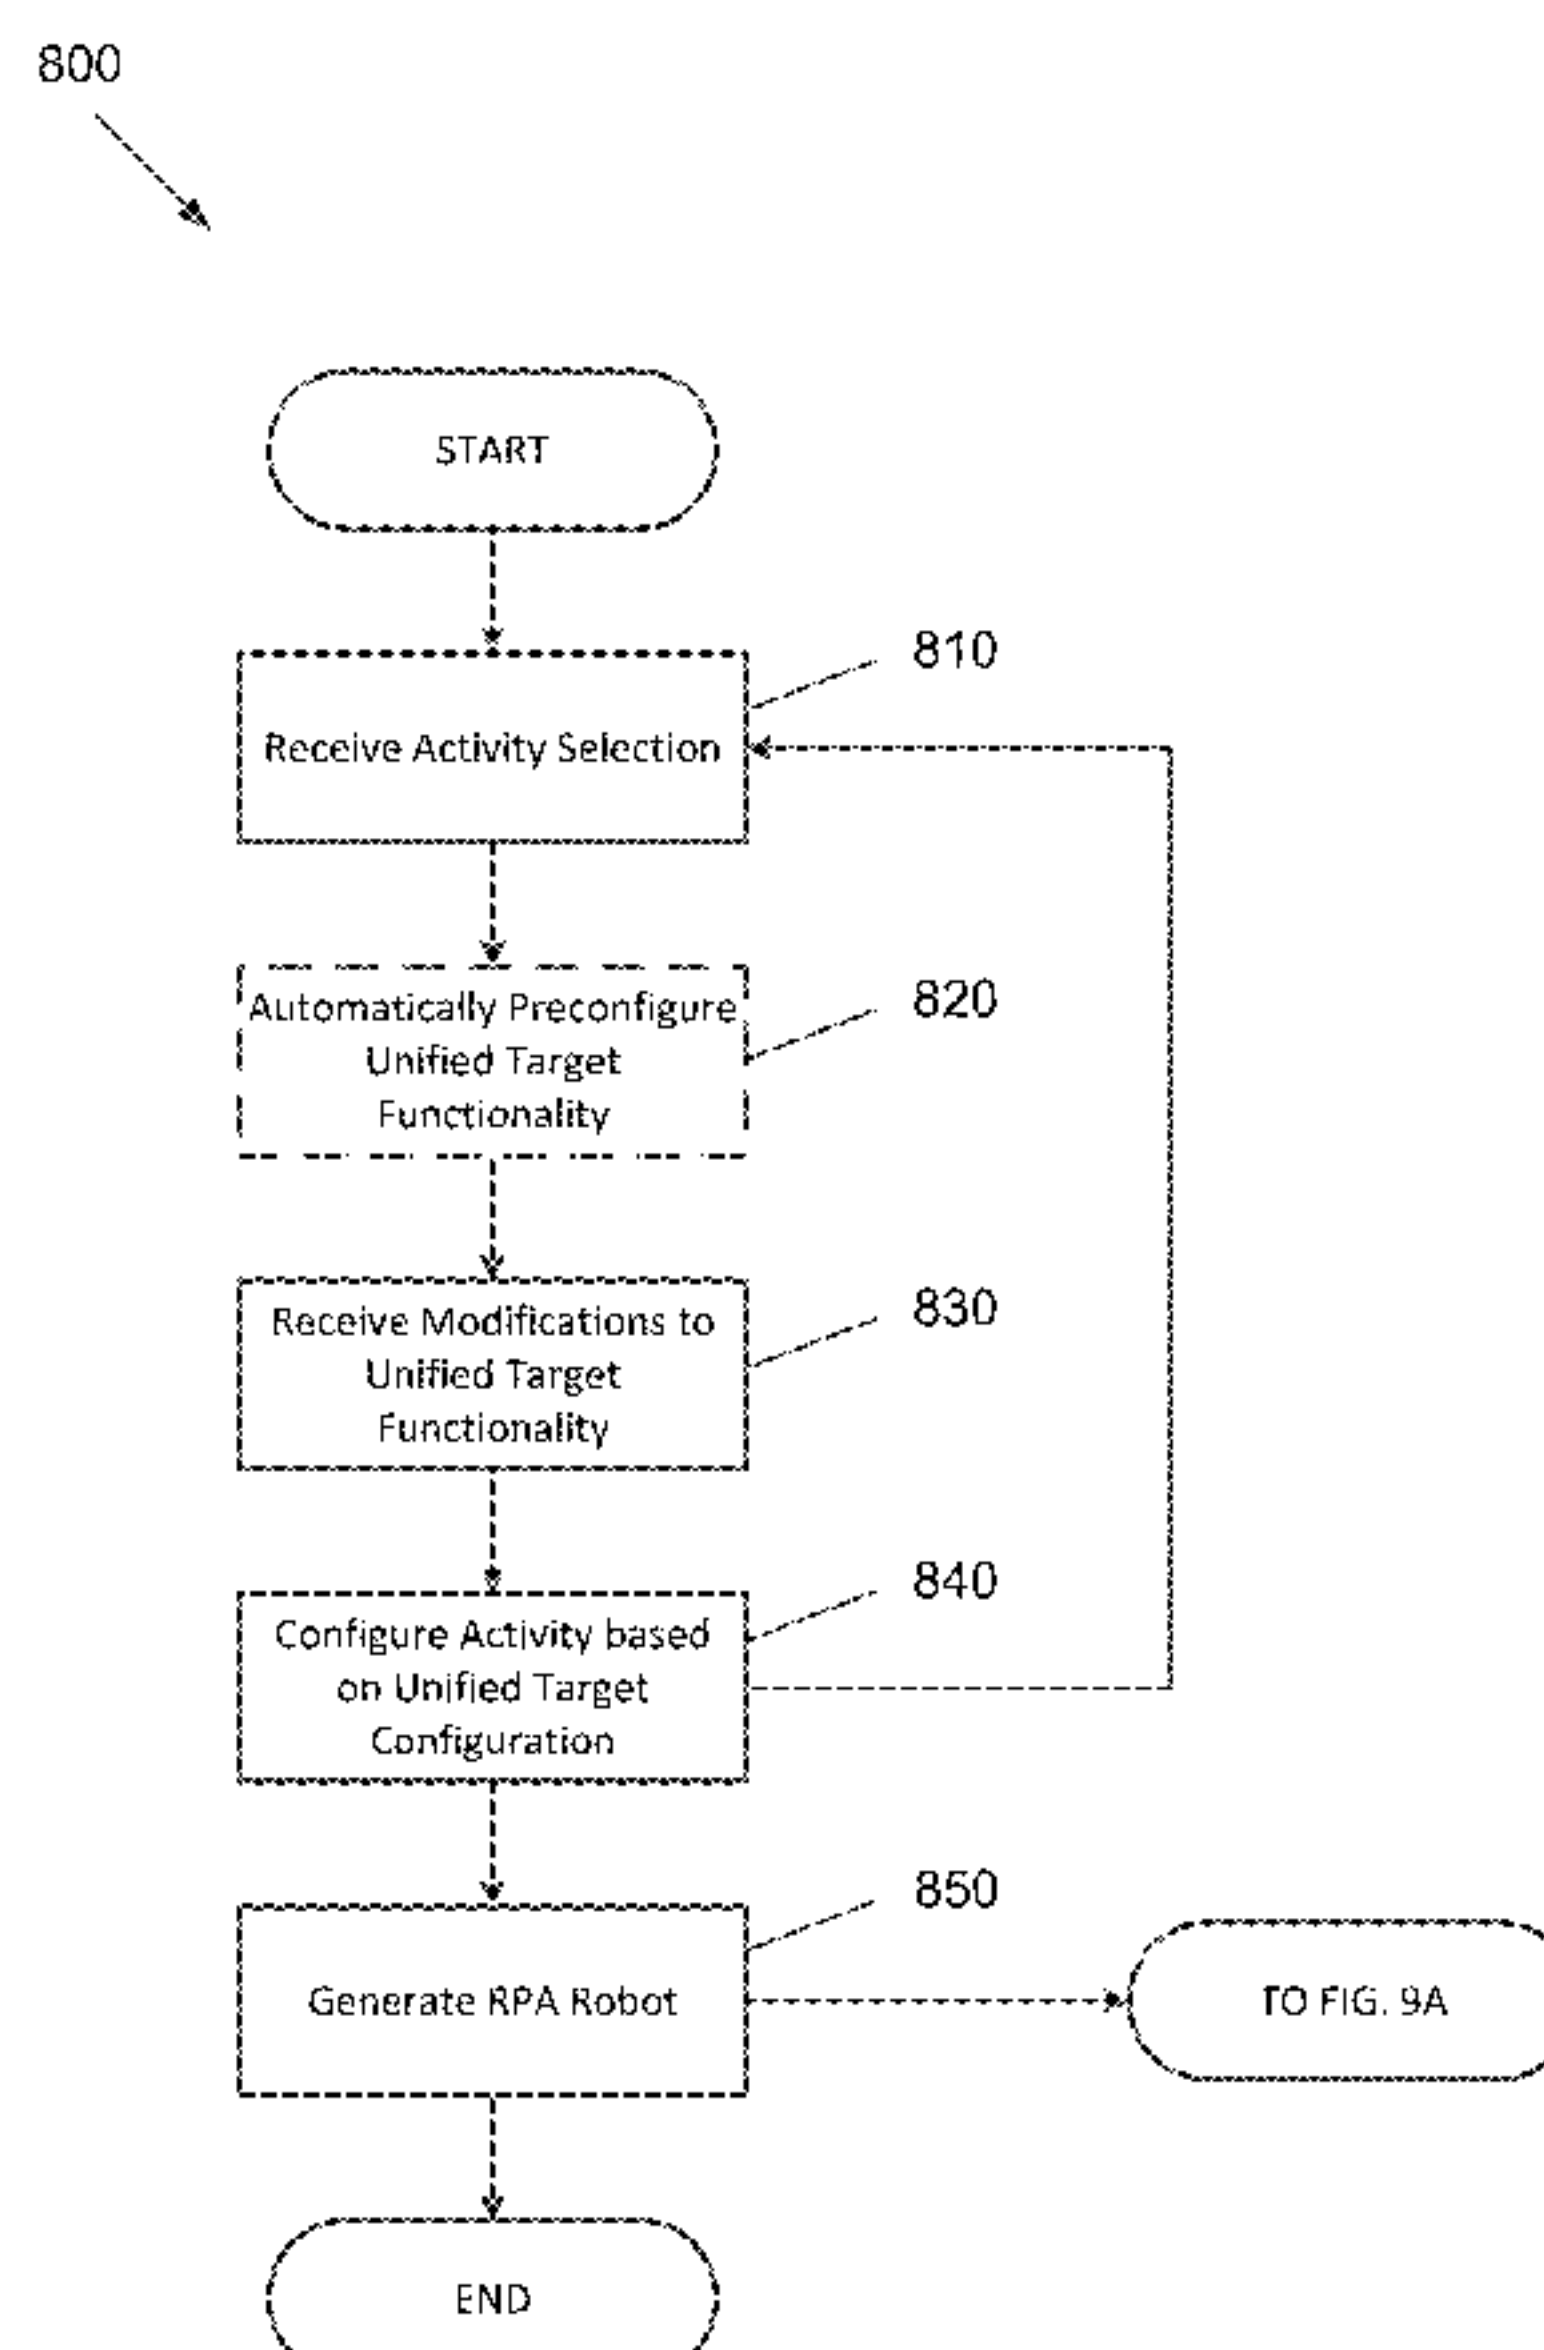 800
START
810
Receive Activity Selection
820
Automatically Preconfigure
Unified Target
Functionality
830
Receive Modifications to
Unified Target
Functionality
840
Configure Activity based
on Unified Target
Configuration
850
Generate RPA Robot
TO FIG. 9A
END